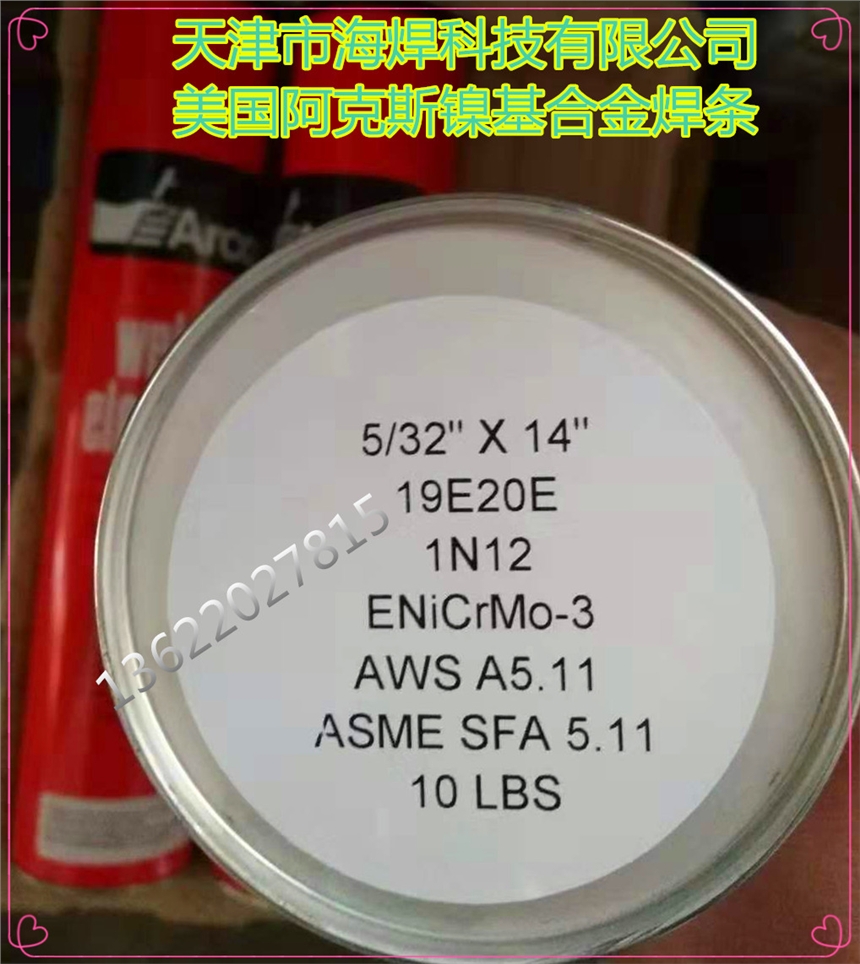 天津市海焊科技有限公司
美国阿克斯镍基合金焊条
Arco
5/32" X 14"
19E20E
1N12
ENiCrMo-3
AWS A5.11
ASME SFA 5.11
10 LBS
13622027815